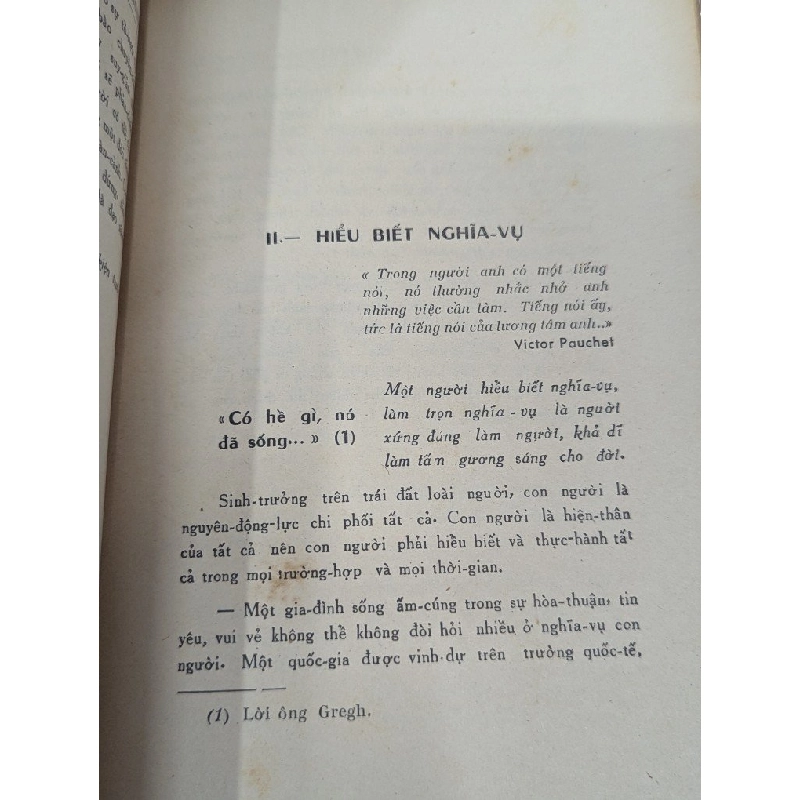 II.— HIỂU BIẾT NGHĨA-VỤ
« Trong người anh có một tiếng
nói, nó thường nhắc nhở anh
những việc cần làm. Tiếng nói ấy,
tức là tiếng nói của lương tâm anh..»
Victor Pauchet
«Có hề gì, nó
đã sống... » (1)
Một người hiểu biết nghĩa-vụ,
làm trọn nghĩa-vụ là người
xứng đáng làm người, khả dĩ
làm tấm gương sáng cho đời.
Sinh-trưởng trên trái đất loài người, con người là
nguyên-động-lực chi phối tất cả. Con người là hiện-thân
của tất cả nên con người phải hiểu biết và thực-hành tất
cả trong mọi trường-hợp và mọi thời-gian.
— Một gia-đình sống ấm-cúng trong sự hòa-thuận, tin
yêu, vui vẻ không thể không đòi hỏi nhiều ở nghĩa-vụ con
người. Một quốc-gia được vinh-dự trên trường quốc-tế,
(1) Lời ông Gregh.